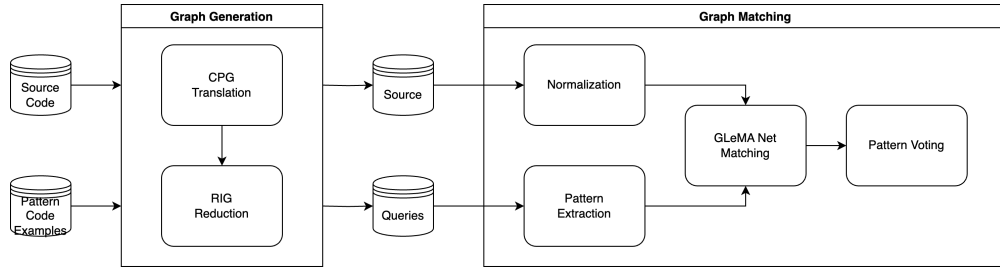 Graph Generation
Graph Matching
Source
Code
CPG
Translation
Source
Normalization
GLeMA Net
Matching
Pattern Voting
Pattern
Code
Examples
RIG
Reduction
Queries
Pattern
Extraction